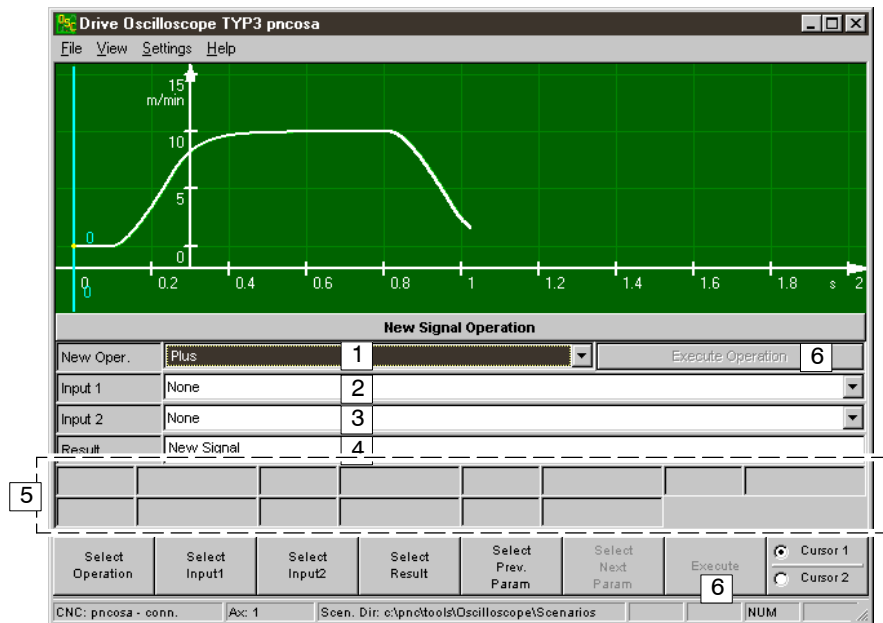 Drive Oscilloscope TYP3 pncosa
File View Settings Help
15
m/min
10
5
0
0
0
0
0.2 0.4 0.6 0.8 1 1.2 1.4 1.6 1.8 s 2
New Signal Operation
New Oper. Plus 1 Execute Operation 6
Input 1 None 2
Input 2 None 3
Result New Signal 4
5
Select Operation
Select Input1
Select Input2
Select Result
Select Prev. Param
Select Next Param
Execute
6
Cursor 1
Cursor 2
CNC: pncosa - conn. Ax: 1 Scen. Dir: c:\pnc\tools\Oscilloscope\Scenarios NUM